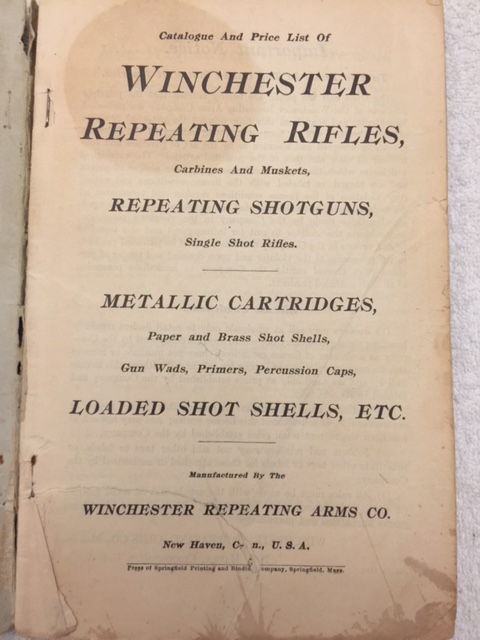 Catalogue And Price List Of
WINCHESTER
REPEATING RIFLES,
Carbines And Muskets,
REPEATING SHOTGUNS,
Single Shot Rifles.
METALLIC CARTRIDGES,
Paper and Brass Shot Shells,
Gun Wads, Primers, Percussion Caps,
LOADED SHOT SHELLS, ETC.
Manufactured By The
WINCHESTER REPEATING ARMS CO.
New Haven, C n., U. S. A.
Press of Springfield Printing and Bindin ompany, Springfield, Mass.